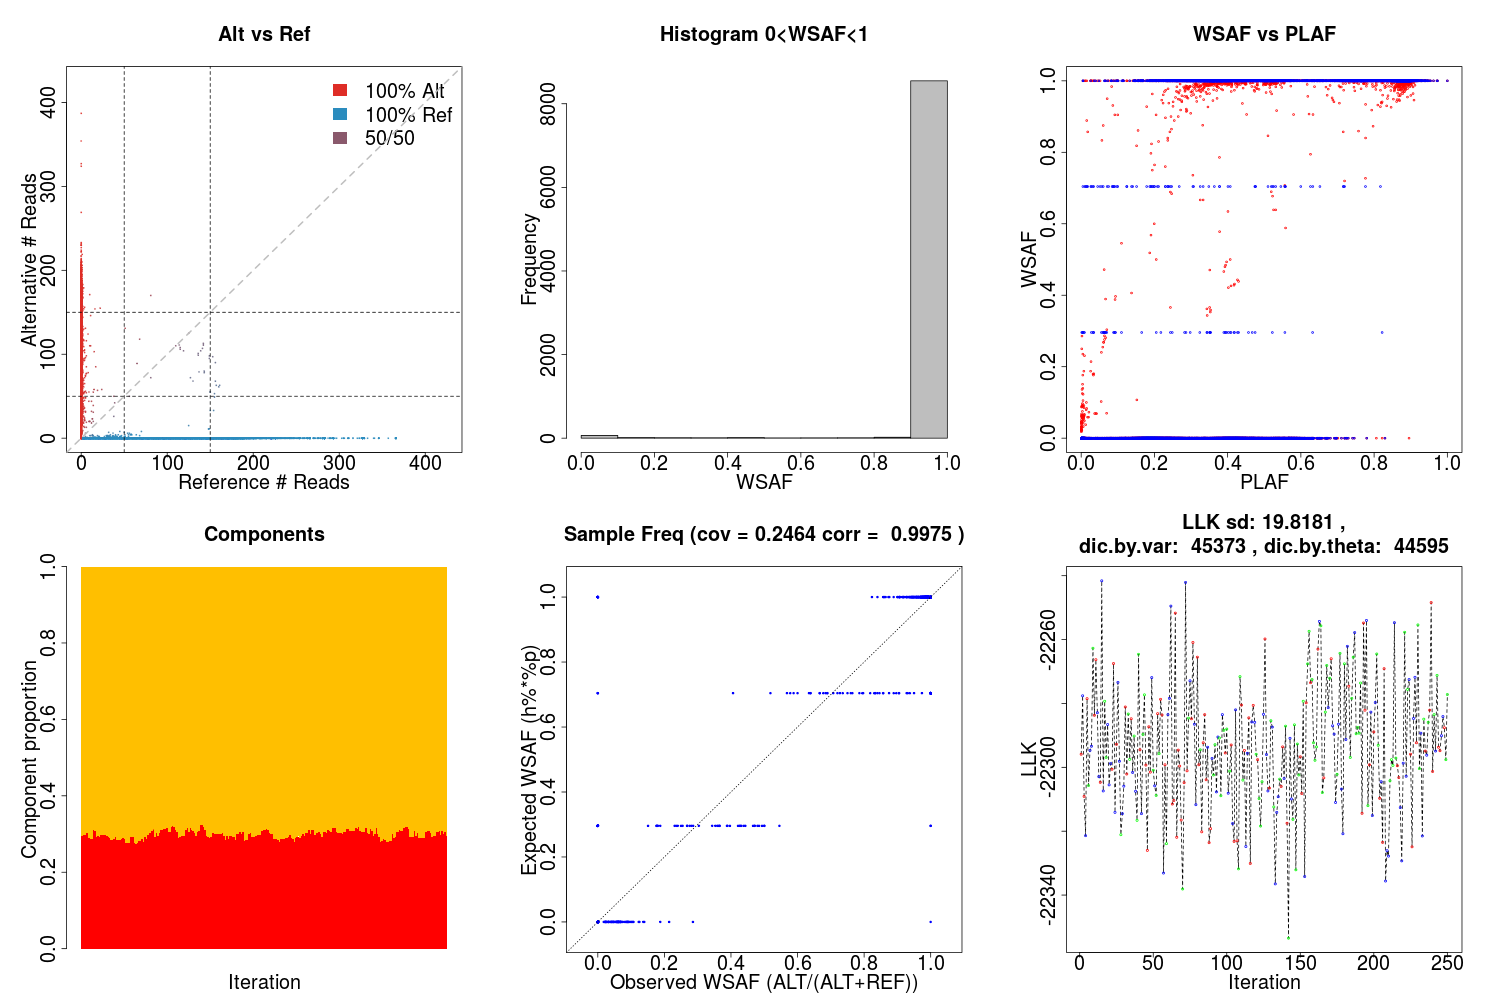 Alt vs Ref
100% Alt
100% Ref
50/50
Alternative # Reads
0 100 200 300 400
0 100 200 300 400
Reference # Reads
Histogram 0<WSAF<1
Frequency
0 2000 4000 6000 8000
0.0 0.2 0.4 0.6 0.8 1.0
WSAF
WSAF vs PLAF
WSAF
0.0 0.2 0.4 0.6 0.8 1.0
0.0 0.2 0.4 0.6 0.8 1.0
PLAF
Components
Component proportion
0.0 0.2 0.4 0.6 0.8 1.0
Iteration
Sample Freq (cov = 0.2464 corr = 0.9975 )
Expected WSAF (h%*%p)
0.0 0.2 0.4 0.6 0.8 1.0
0.0 0.2 0.4 0.6 0.8 1.0
Observed WSAF (ALT/(ALT+REF))
LLK sd: 19.8181 ,
dic.by.var: 45373 , dic.by.theta: 44595
LLK
-22340 -22300 -22260
0 50 100 150 200 250
Iteration